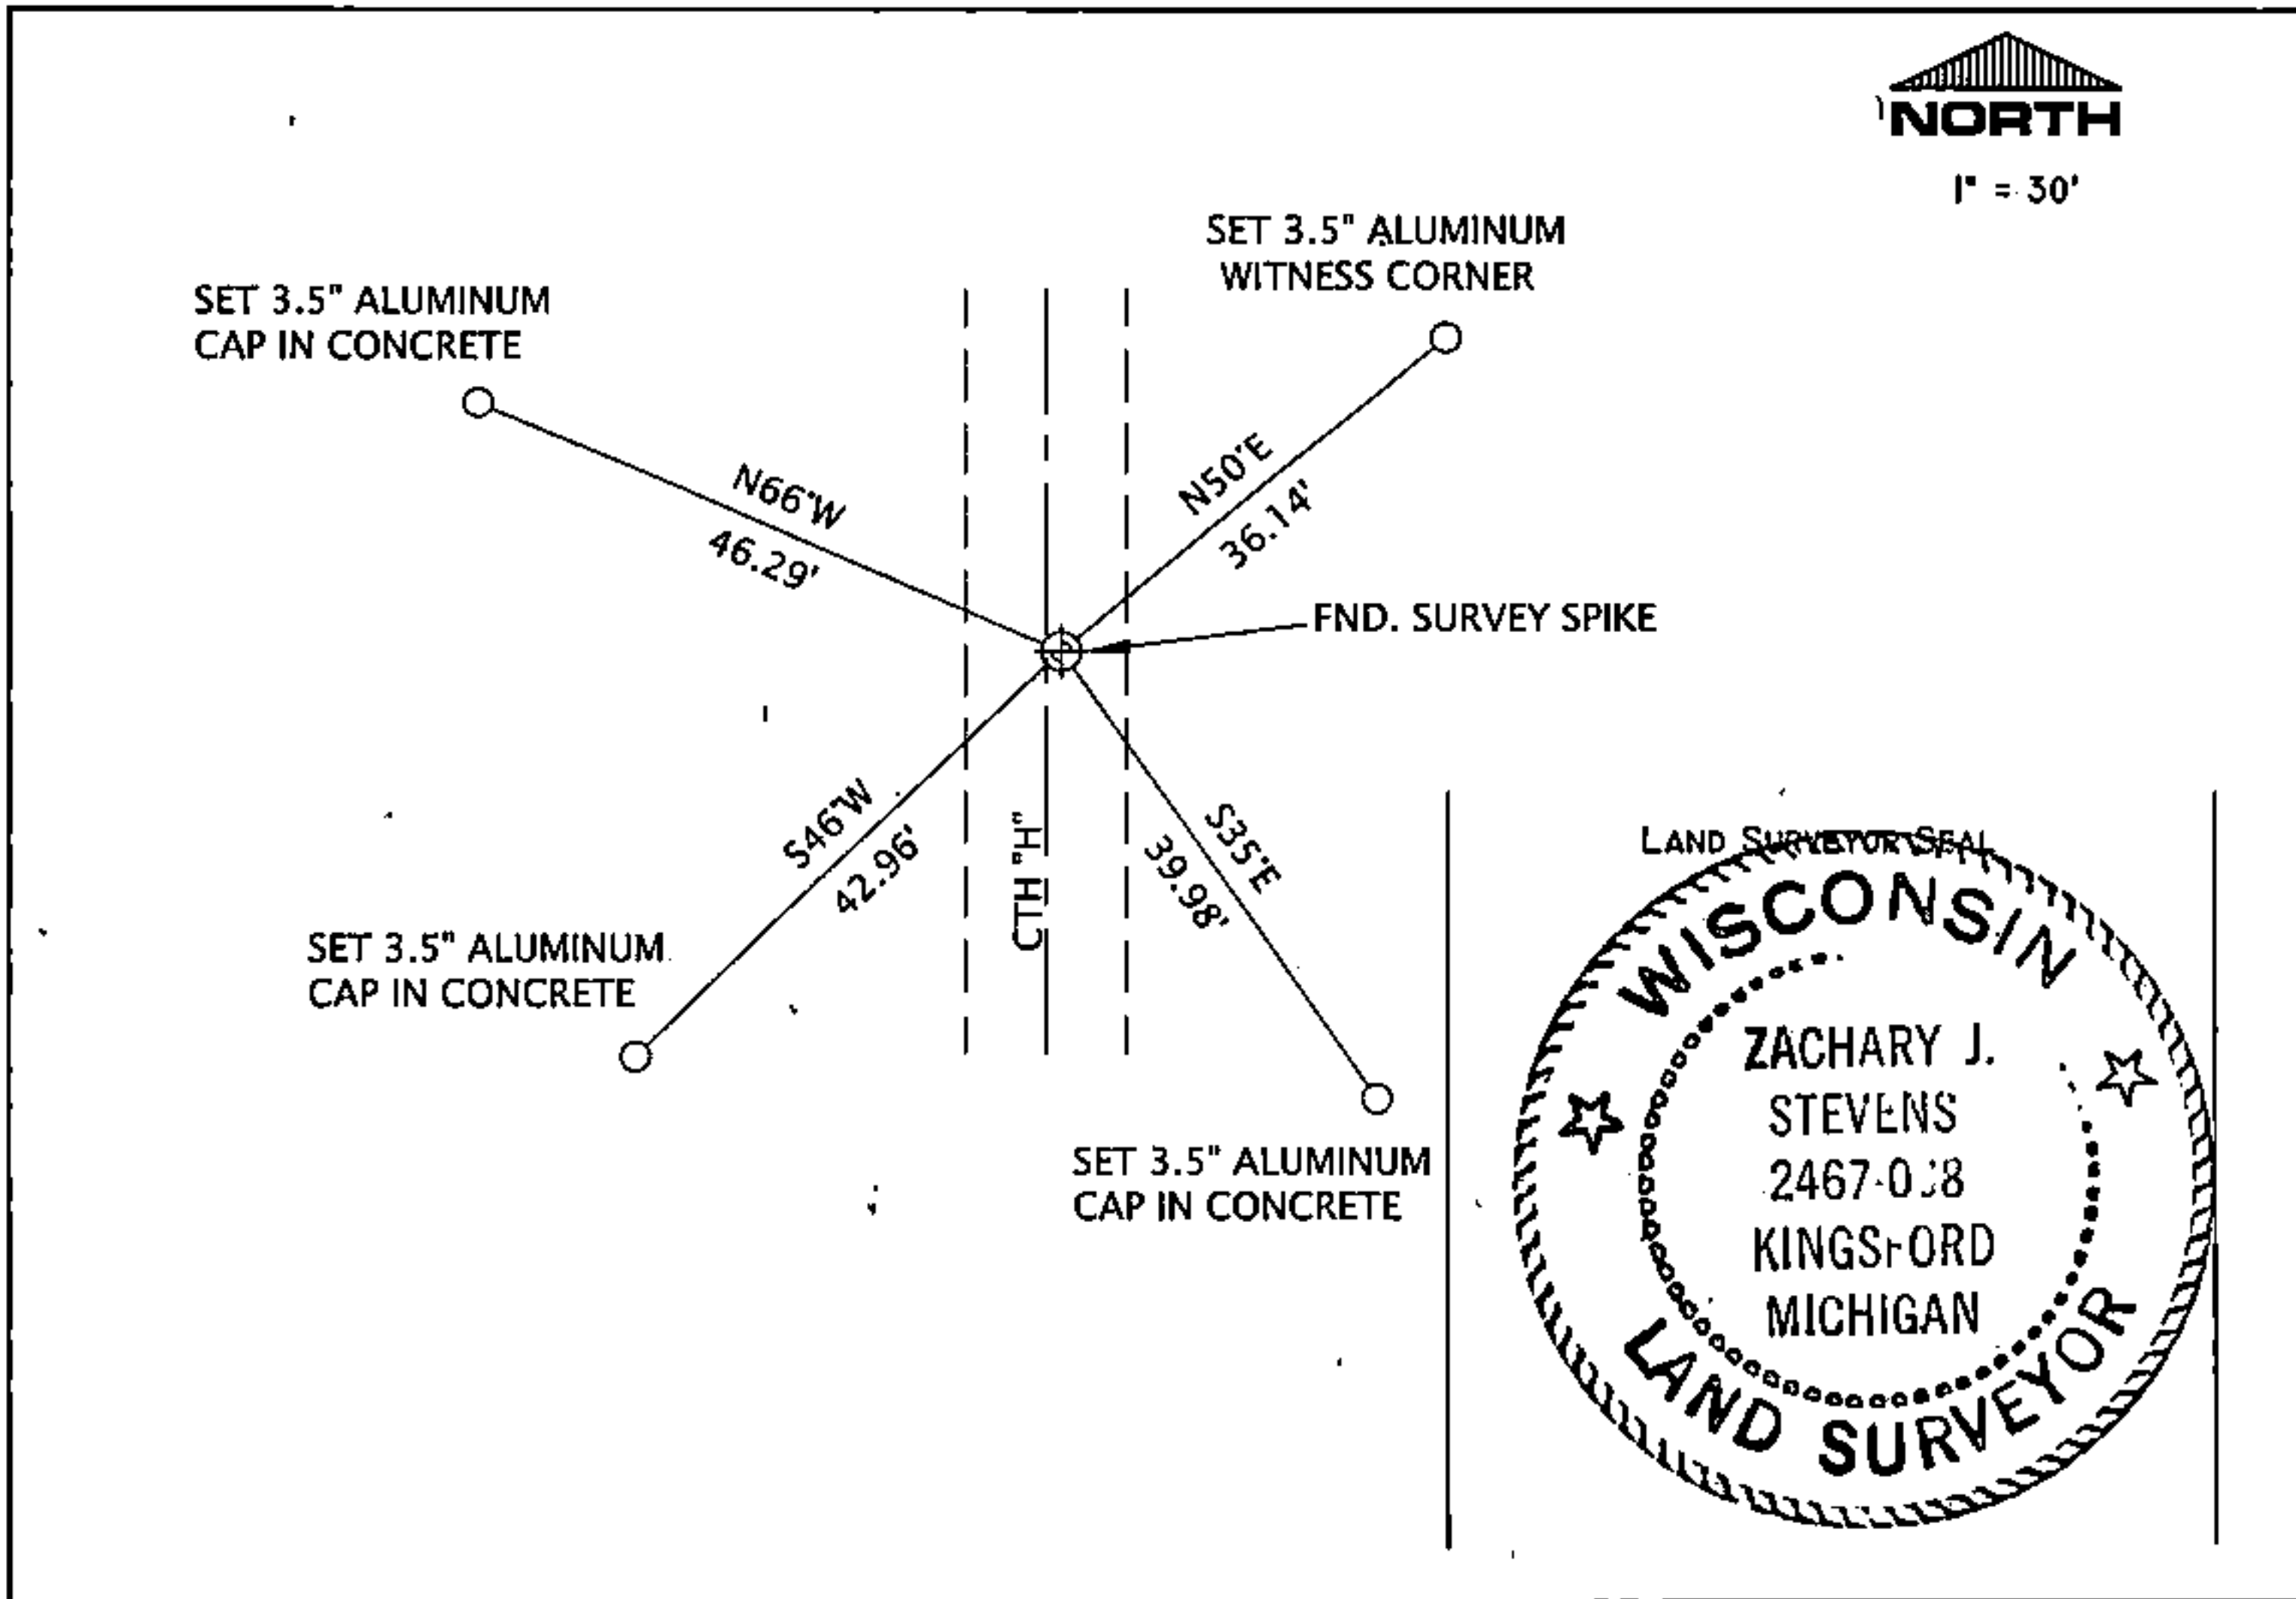 NORTH
1" = 30'
SET 3.5" ALUMINUM
WITNESS CORNER
SET 3.5" ALUMINUM
CAP IN CONCRETE
N66°W
46.29'
N50°E
36.14'
FND. SURVEY SPIKE
S46°W
42.96'
CTH "H"
S35°E
39.98'
SET 3.5" ALUMINUM
CAP IN CONCRETE
SET 3.5" ALUMINUM
CAP IN CONCRETE
LAND SURVEYOR SEAL
WISCONSIN
ZACHARY J.
STEVENS
KINGSFORD
MICHIGAN
LAND SURVEYOR